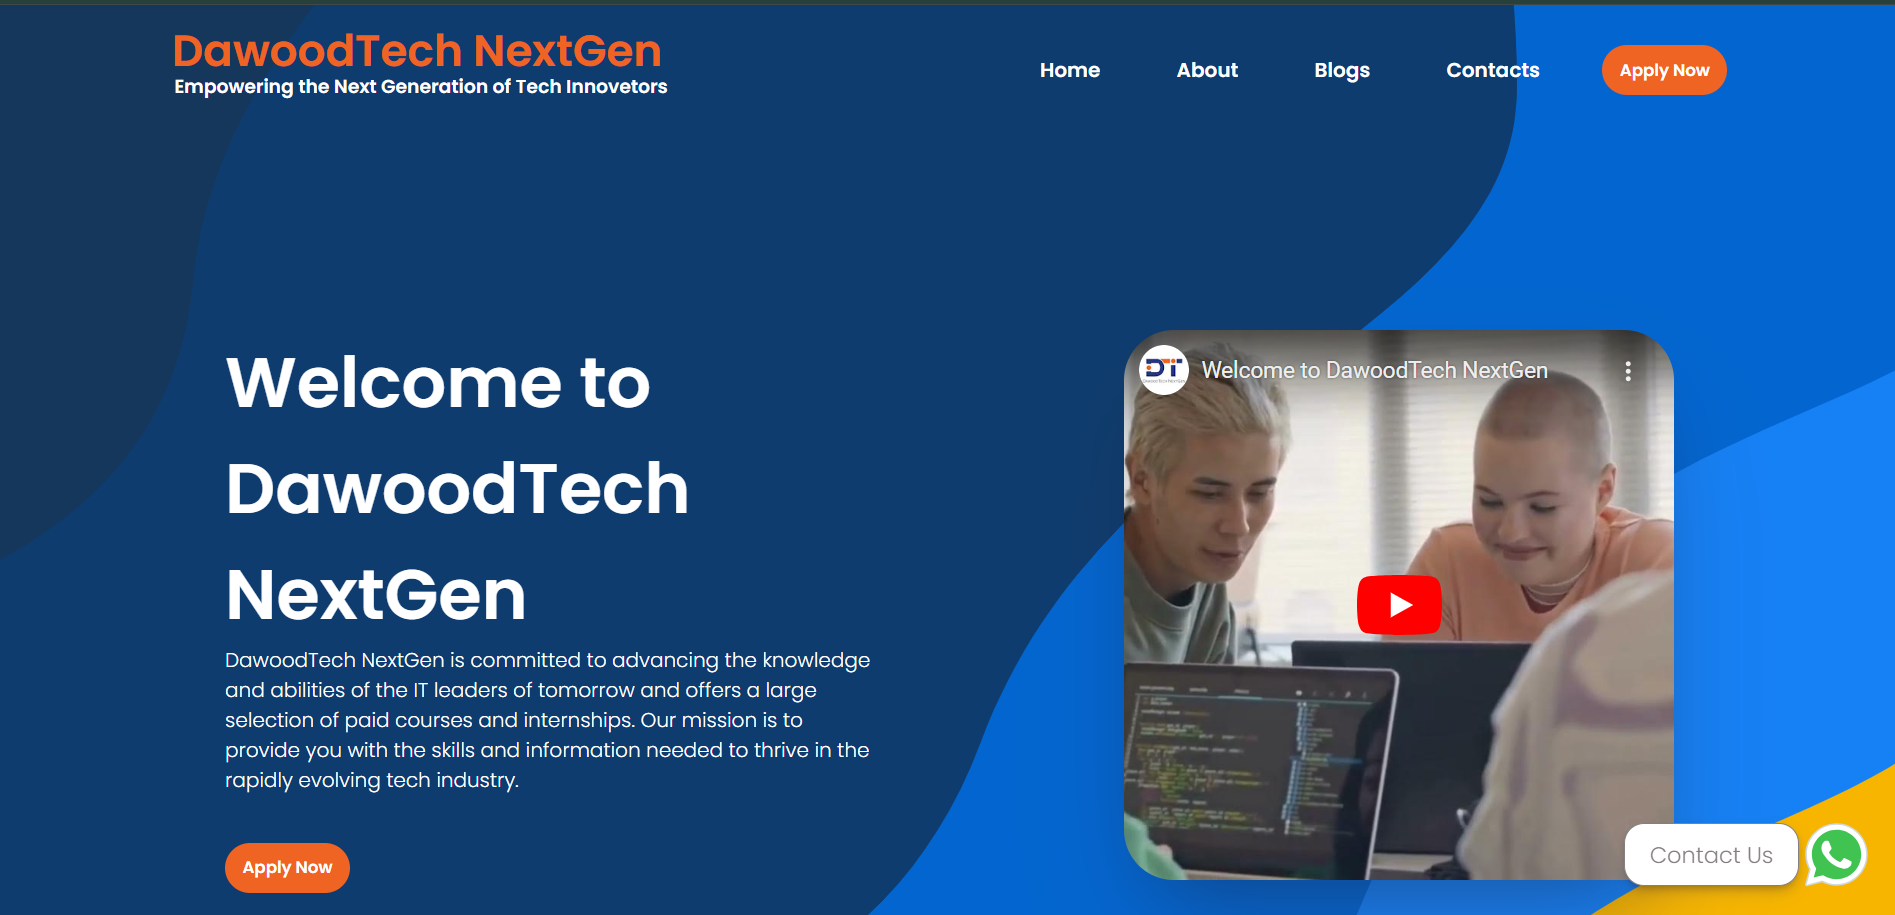 DawoodTech NextGen
Empowering the Next Generation of Tech Innovetors
Home
About
Blogs
Contacts
Apply Now
Welcome to
DawoodTech
NextGen
DawoodTech NextGen is committed to advancing the knowledge
and abilities of the IT leaders of tomorrow and offers a large
selection of paid courses and internships. Our mission is to
provide you with the skills and information needed to thrive in the
rapidly evolving tech industry.
Apply Now
DT
Welcome to DawoodTech NextGen
Contact Us